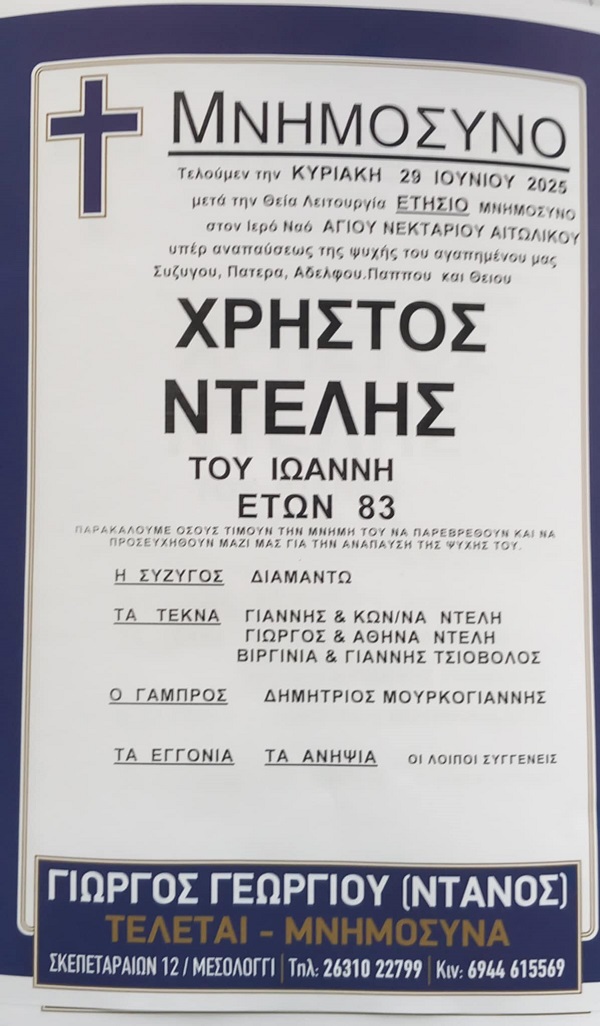 ΜΝΗΜΟΣΥΝΟ
Τελούμεν την ΚΥΡΙΑΚΗ 29 ΙΟΥΝΙΟΥ 2025
μετά την Θεία Λειτουργία ΕΤΗΣΙΟ ΜΝΗΜΟΣΥΝΟ
στον Ιερό Ναό ΑΓΙΟΥ ΝΕΚΤΑΡΙΟΥ ΑΙΤΩΛΙΚΟΥ
υπέρ αναπαύσεως της ψυχής του αγαπημένου μας
Συζυγου, Πατερα, Αδελφου.Παππου και Θειου
ΧΡΗΣΤΟΣ
ΝΤΕΛΗΣ
ΤΟΥ ΙΩΑΝΝΗ
ΕΤΩΝ 83
ΠΑΡΑΚΑΛΟΥΜΕ ΟΣΟΥΣ ΤΙΜΟΥΝ ΤΗΝ ΜΝΗΜΗ ΤΟΥ ΝΑ ΠΑΡΕΒΡΕΘΟΥΝ ΚΑΙ ΝΑ
ΠΡΟΣΕΥΧΗΘΟΥΝ ΜΑΖΙ ΜΑΣ ΓΙΑ ΤΗΝ ΑΝΑΠΑΥΣΗ ΤΗΣ ΨΥΧΗΣ ΤΟΥ.
Η ΣΥΖΥΓΟΣ ΔΙΑΜΑΝΤΩ
ΤΑ ΤΕΚΝΑ ΓΙΑΝΝΗΣ & ΚΩΝ/ΝΑ ΝΤΕΛΗ
ΓΙΩΡΓΟΣ & ΑΘΗΝΑ ΝΤΕΛΗ
ΒΙΡΓΙΝΙΑ & ΓΙΑΝΝΗΣ ΤΣΙΟΒΟΛΟΣ
Ο ΓΑΜΠΡΟΣ ΔΗΜΗΤΡΙΟΣ ΜΟΥΡΚΟΓΙΑΝΝΗΣ
ΤΑ ΕΓΓΟΝΙΑ ΤΑ ΑΝΗΨΙΑ ΟΙ ΛΟΙΠΟΙ ΣΥΓΓΕΝΕΙΣ
ΓΙΩΡΓΟΣ ΓΕΩΡΓΙΟΥ (ΝΤΑΝΟΣ)
ΤΕΛΕΤΑΙ - ΜΝΗΜΟΣΥΝΑ
ΣΚΕΠΕΤΑΡΑΙΩΝ 12 / ΜΕΣΟΛΟΓΓΙ | Τηλ: 26310 22799 | Κιν: 6944 615569